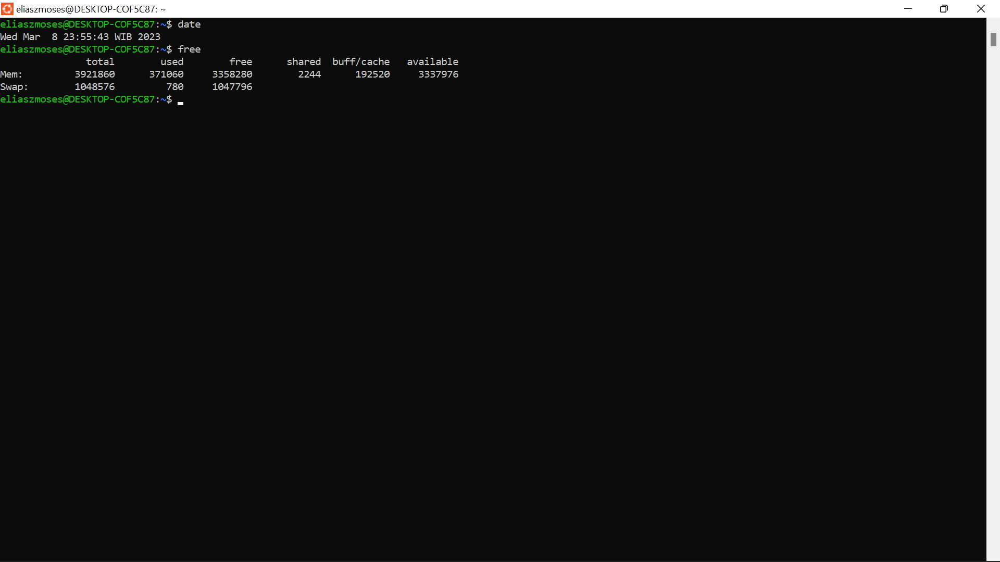 eliaszmoses@DESKTOP-COF5C87: ~
eliaszmoses@DESKTOP-COF5C87:~$ date
Wed Mar  8 23:55:43 WIB 2023
eliaszmoses@DESKTOP-COF5C87:~$ free
               total        used        free      shared  buff/cache   available
Mem:         3921860      371060     3358280        2244      192520     3337976
Swap:        1048576         780     1047796
eliaszmoses@DESKTOP-COF5C87:~$